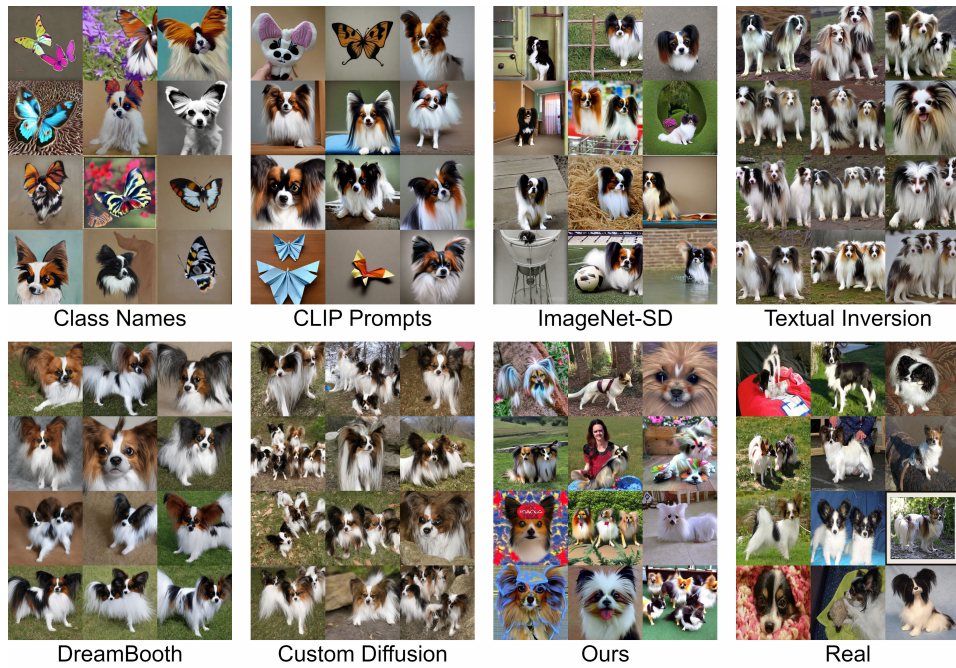 Class Names
CLIP Prompts
ImageNet-SD
Textual Inversion
DreamBooth
Custom Diffusion
Ours
Real